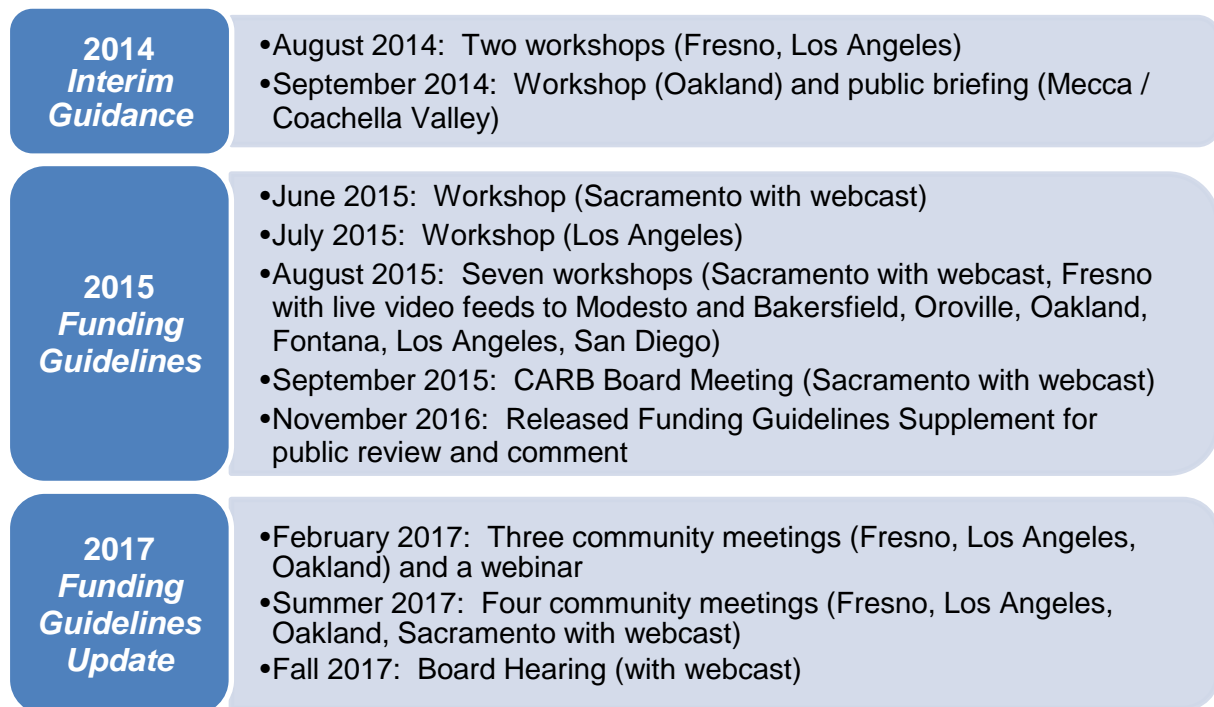 2014
Interim
Guidance
•August 2014:  Two workshops (Fresno, Los Angeles)
•September 2014:  Workshop (Oakland) and public briefing (Mecca /
Coachella Valley)
2015
Funding
Guidelines
•June 2015:  Workshop (Sacramento with webcast)
•July 2015:  Workshop (Los Angeles)
•August 2015:  Seven workshops (Sacramento with webcast, Fresno
with live video feeds to Modesto and Bakersfield, Oroville, Oakland,
Fontana, Los Angeles, San Diego)
•September 2015:  CARB Board Meeting (Sacramento with webcast)
•November 2016:  Released Funding Guidelines Supplement for
public review and comment
2017
Funding
Guidelines
Update
•February 2017:  Three community meetings (Fresno, Los Angeles,
Oakland) and a webinar
•Summer 2017:  Four community meetings (Fresno, Los Angeles,
Oakland, Sacramento with webcast)
•Fall 2017:  Board Hearing (with webcast)